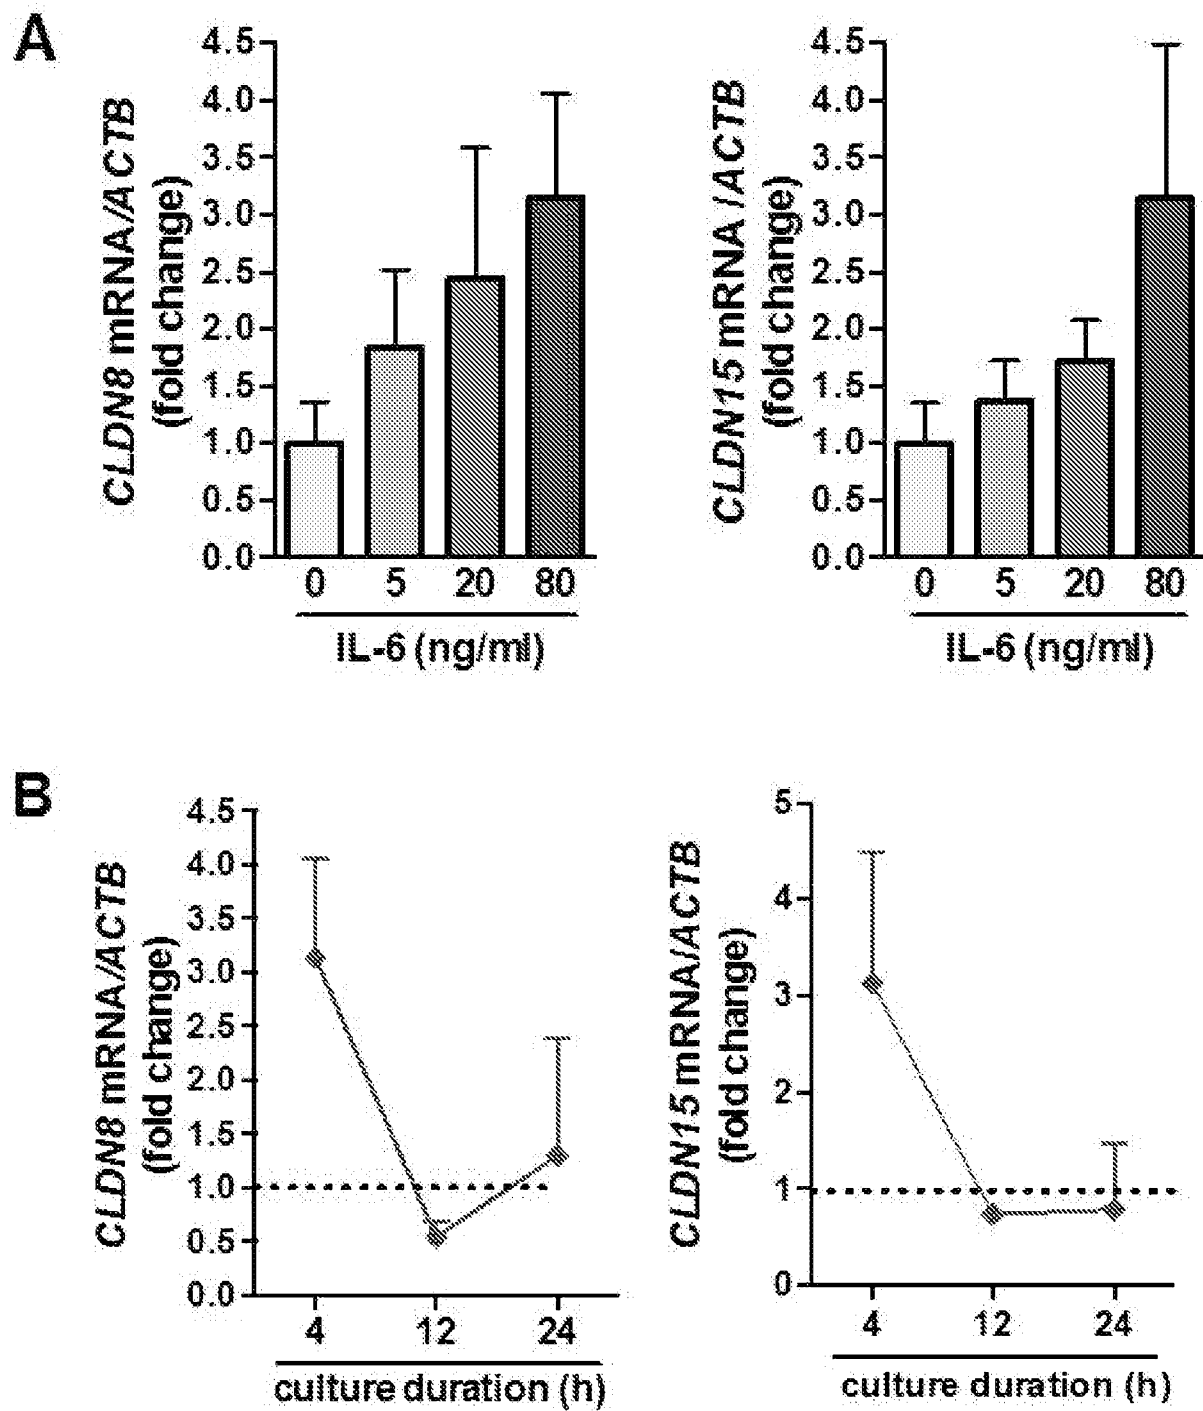 A
CLDN8 mRNA/ACTB
(fold change)
4.5
4.0
3.5
3.0
2.5
2.0
1.5
1.0
0.5
0.0
0 5 20 80
IL-6 (ng/ml)
CLDN15 mRNA /ACTB
(fold change)
4.5
4.0
3.5
3.0
2.5
2.0
1.5
1.0
0.5
0.0
0 5 20 80
IL-6 (ng/ml)
B
CLDN8 mRNA/ACTB
(fold change)
4.5
4.0
3.5
3.0
2.5
2.0
1.5
1.0
0.5
0.0
4 12 24
culture duration (h)
CLDN15 mRNA/ACTB
(fold change)
5
4
3
2
1
0
4 12 24
culture duration (h)